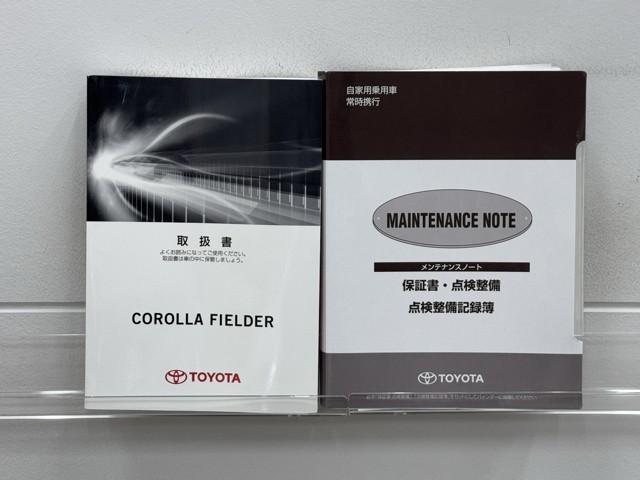 取扱書
よくお読みになってご使用ください。
取扱書は車の中に保管しましょう。
COROLLA FIELDER
TOYOTA
自家用乗用車
常時携行
MAINTENANCE NOTE
メンテナンスノート
保証書・点検整備
点検整備記録簿
TOYOTA